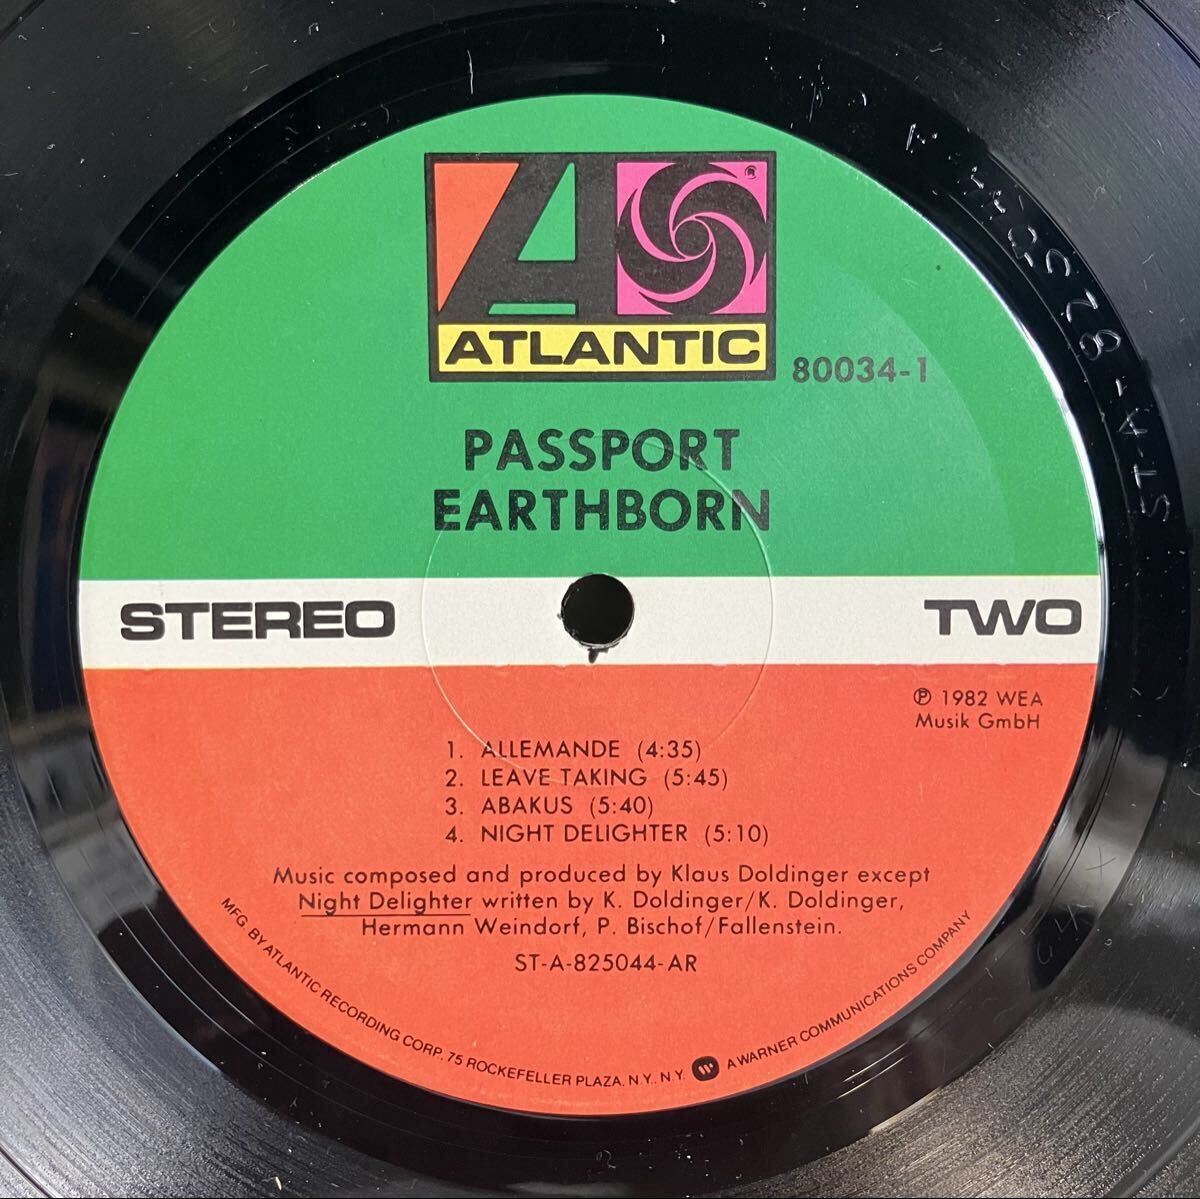 ATLANTIC
®
80034-1
PASSPORT
EARTHBORN
STEREO
TWO
℗ 1982 WEA
Musik GmbH
1. ALLEMANDE (4:35)
2. LEAVE TAKING (5:45)
3. ABAKUS (5:40)
4. NIGHT DELIGHTER (5:10)
Music composed and produced by Klaus Doldinger except
Night Delighter written by K. Doldinger/K. Doldinger,
Hermann Weindorf, P. Bischof/Fallenstein.
ST-A-825044-AR
MFG. BY ATLANTIC RECORDING CORP. 75 ROCKEFELLER PLAZA, N.Y., N.Y. A WARNER COMMUNICATIONS COMPANY